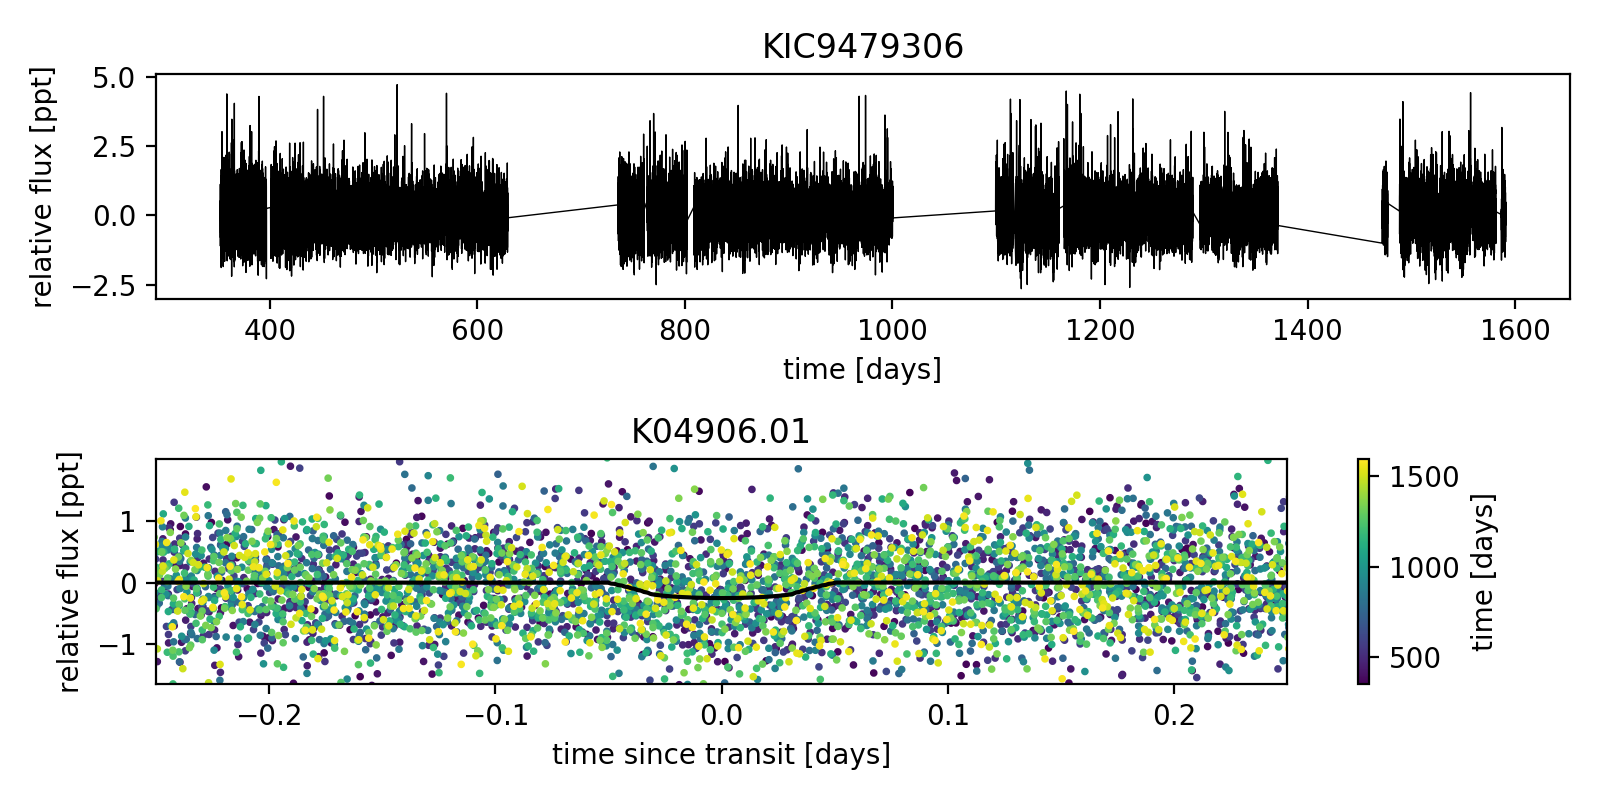 KIC9479306
relative flux [ppt]
5.0
2.5
0.0
−2.5
400 600 800 1000 1200 1400 1600
time [days]
K04906.01
relative flux [ppt]
1
0
−1
−0.2 −0.1 0.0 0.1 0.2
time since transit [days]
1500
1000
500
time [days]